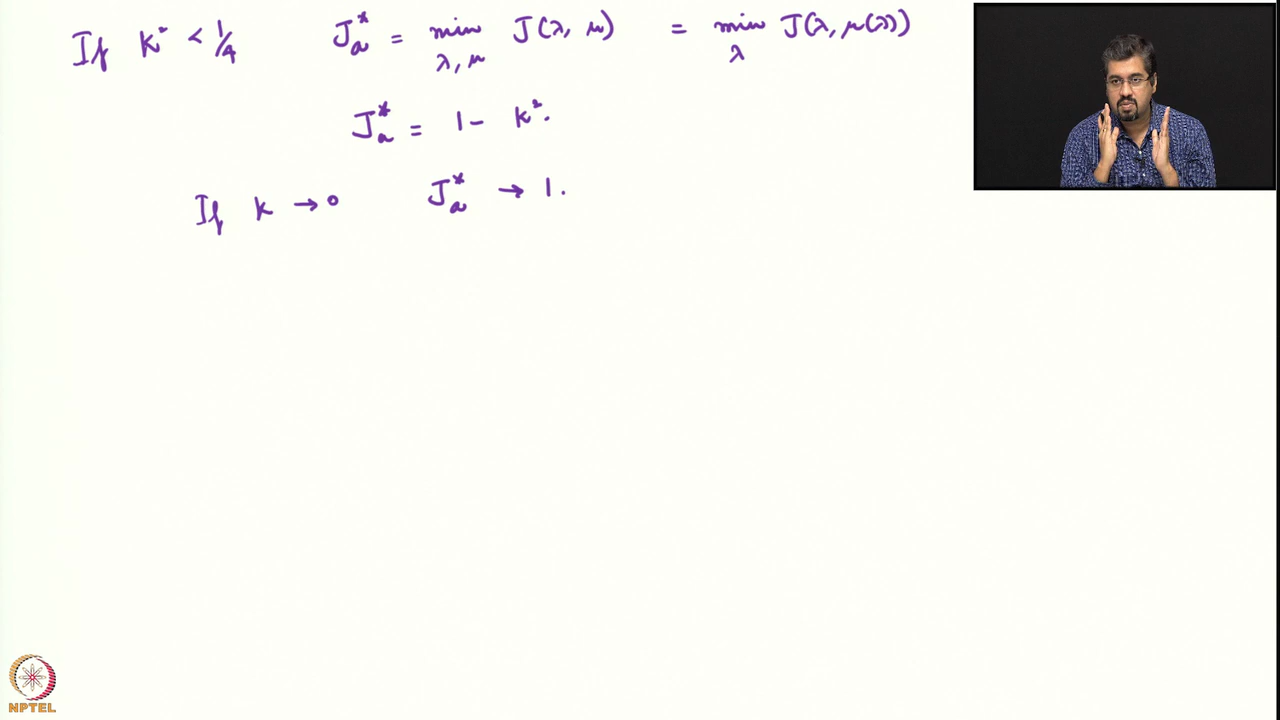 If k² < 1/4 J*ₐ = min J(λ, μ) = min J(λ, μ(λ))
λ, μ λ
J*ₐ = 1 - k².
If k → 0 J*ₐ → 1.
NPTEL